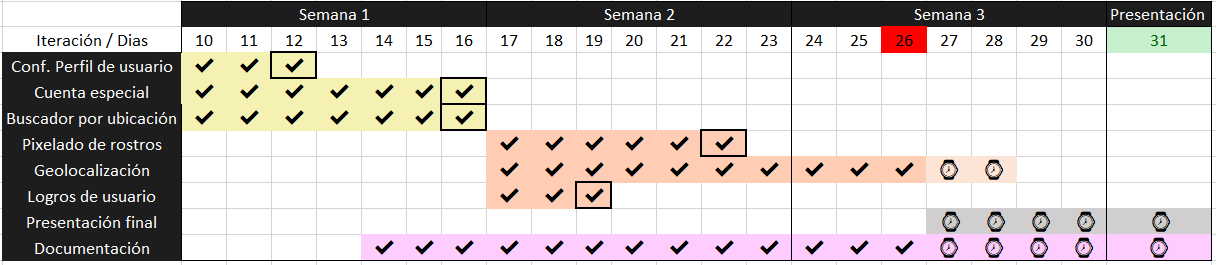 Semana 1 Semana 2 Semana 3 Presentación
Iteración / Dias 10 11 12 13 14 15 16 17 18 19 20 21 22 23 24 25 26 27 28 29 30 31
Conf. Perfil de usuario
Cuenta especial
Buscador por ubicación
Pixelado de rostros
Geolocalización
Logros de usuario
Presentación final
Documentación